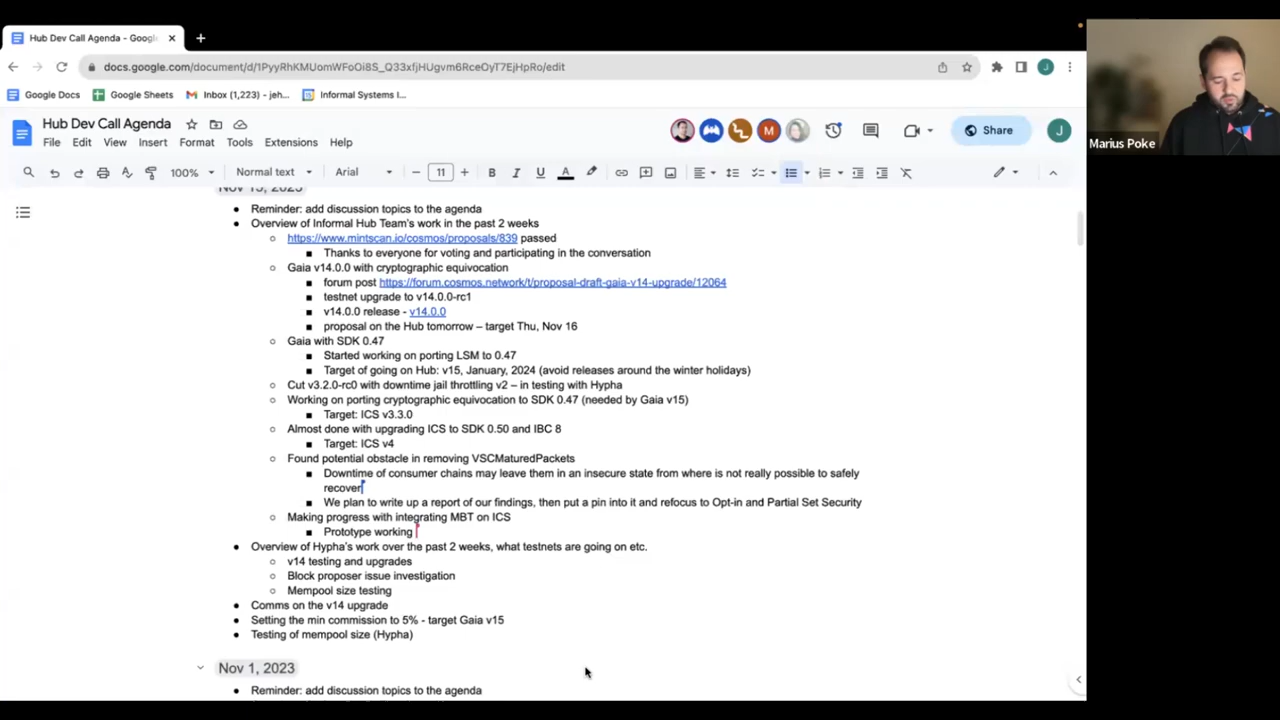 Hub Dev Call Agenda - Googl
docs.google.com/document/d/1PyyRhKMUomWFoOi8S_Q33xfjHUgvm6RceOyT7EjHpRo/edit
J
Google Docs
Google Sheets
Inbox (1,223) - jeh...
Informal Systems I...
Hub Dev Call Agenda
File Edit View Insert Format Tools Extensions Help
M
Share
J
100%
Normal text
Arial
11
B I U A
Reminder: add discussion topics to the agenda
Overview of Informal Hub Team's work in the past 2 weeks
https://www.mintscan.io/cosmos/proposals/839 passed
Thanks to everyone for voting and participating in the conversation
Gaia v14.0.0 with cryptographic equivocation
forum post https://forum.cosmos.network/t/proposal-draft-gaia-v14-upgrade/12064
testnet upgrade to v14.0.0-rc1
v14.0.0 release - v14.0.0
proposal on the Hub tomorrow – target Thu, Nov 16
Gaia with SDK 0.47
Started working on porting LSM to 0.47
Target of going on Hub: v15, January, 2024 (avoid releases around the winter holidays)
Cut v3.2.0-rc0 with downtime jail throttling v2 – in testing with Hypha
Working on porting cryptographic equivocation to SDK 0.47 (needed by Gaia v15)
Target: ICS v3.3.0
Almost done with upgrading ICS to SDK 0.50 and IBC 8
Target: ICS v4
Found potential obstacle in removing VSCMaturedPackets
Downtime of consumer chains may leave them in an insecure state from where is not really possible to safely
recover
We plan to write up a report of our findings, then put a pin into it and refocus to Opt-in and Partial Set Security
Making progress with integrating MBT on ICS
Prototype working
Overview of Hypha's work over the past 2 weeks, what testnets are going on etc.
v14 testing and upgrades
Block proposer issue investigation
Mempool size testing
Comms on the v14 upgrade
Setting the min commission to 5% - target Gaia v15
Testing of mempool size (Hypha)
Nov 1, 2023
Reminder: add discussion topics to the agenda
Marius Poke